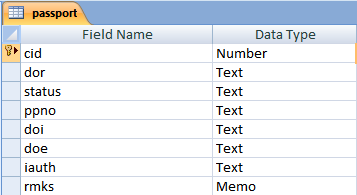 passport
Field Name Data Type
cid Number
dor Text
status Text
ppno Text
doi Text
doe Text
iauth Text
rmks Memo